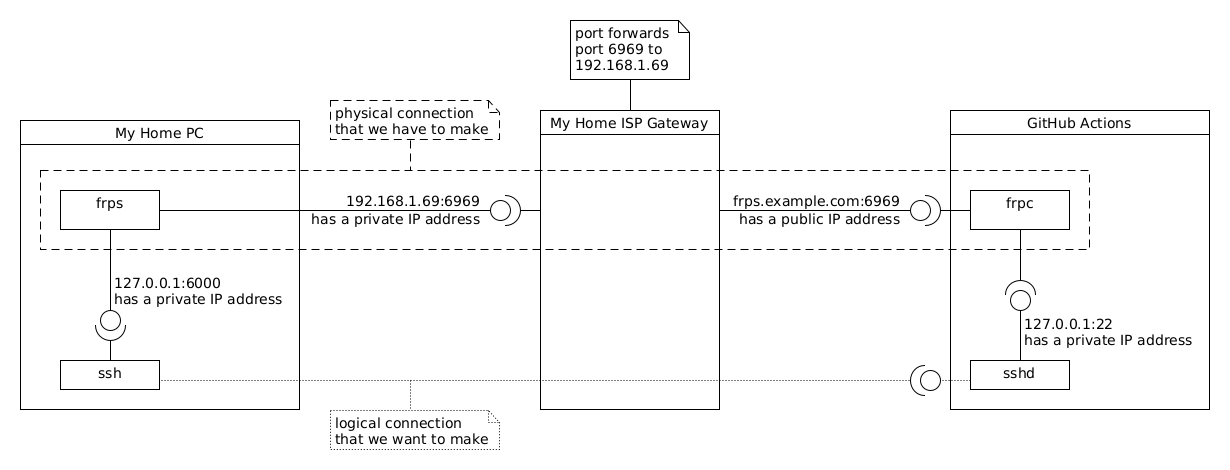 port forwards
port 6969 to
192.168.1.69
physical connection
that we have to make
My Home PC
My Home ISP Gateway
GitHub Actions
frps
192.168.1.69:6969
has a private IP address
frps.example.com:6969
has a public IP address
frpc
127.0.0.1:6000
has a private IP address
127.0.0.1:22
has a private IP address
ssh
sshd
logical connection
that we want to make